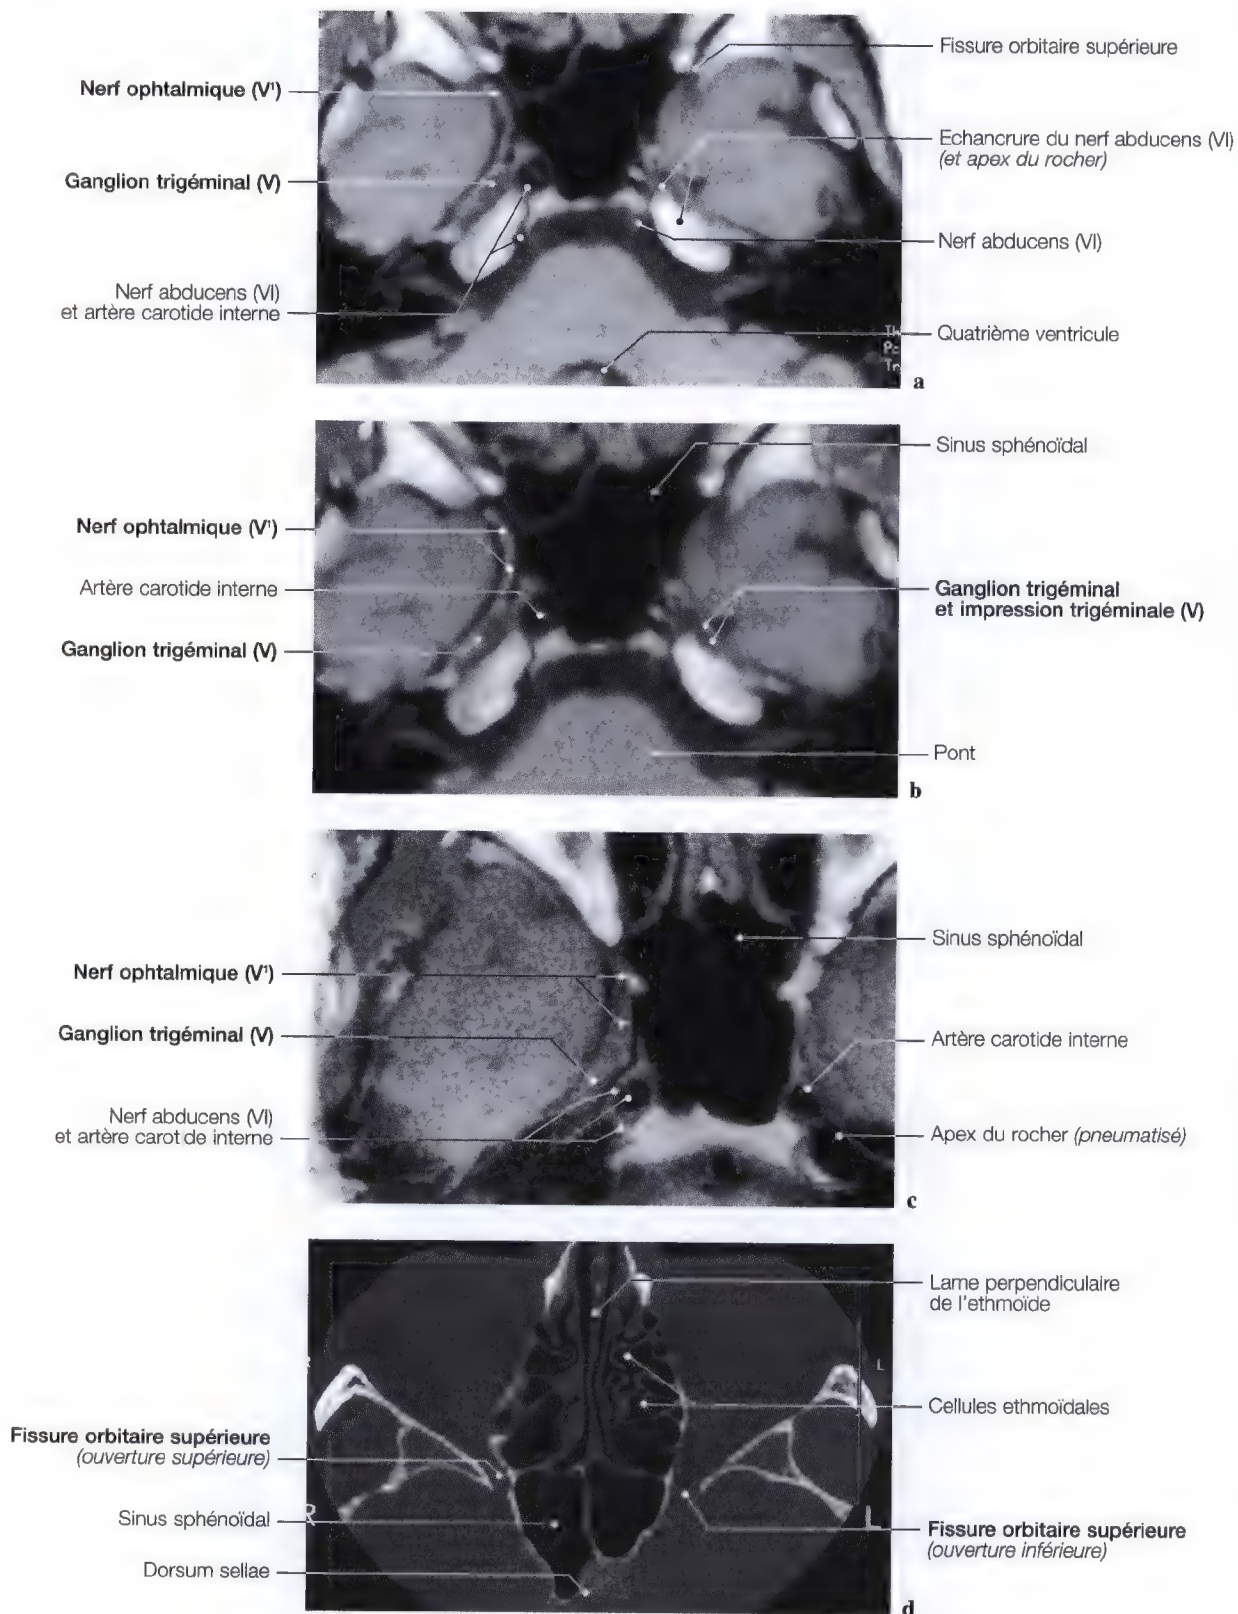 Nerf ophtalmique (V¹)
Ganglion trigéminal (V)
Nerf abducens (VI)
et artère carotide interne
Fissure orbitaire supérieure
Echancrure du nerf abducens (VI)
(et apex du rocher)
Nerf abducens (VI)
Quatrième ventricule
a
Nerf ophtalmique (V¹)
Artère carotide interne
Ganglion trigéminal (V)
Sinus sphénoïdal
Ganglion trigéminal
et impression trigéminale (V)
Pont
b
Nerf ophtalmique (V¹)
Ganglion trigéminal (V)
Nerf abducens (VI)
et artère carot de interne
Sinus sphénoïdal
Artère carotide interne
Apex du rocher (pneumatisé)
c
Fissure orbitaire supérieure
(ouverture supérieure)
Sinus sphénoïdal
Dorsum sellae
R
L
L
Lame perpendiculaire
de l'ethmoïde
Cellules ethmoïdales
Fissure orbitaire supérieure
(ouverture inférieure)
d